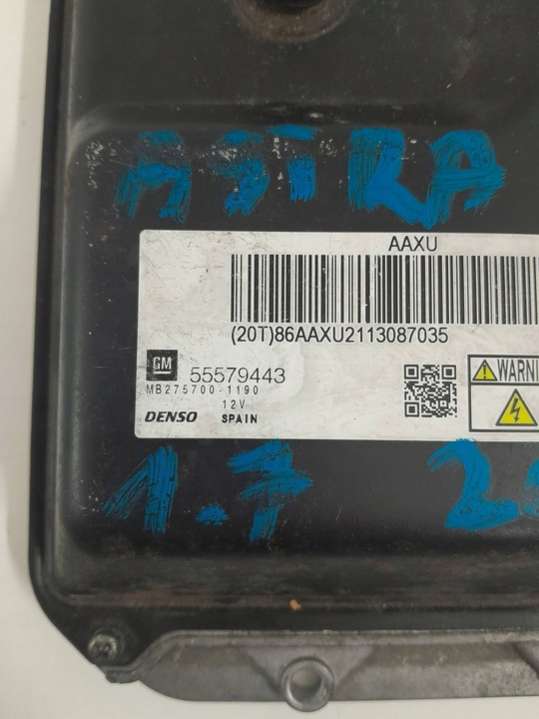 ASTRA
AAXU
(20T)86AAXU2113087035
GM 55579443
MB275700-1190
12V
DENSO SPAIN
WARNI
1.7